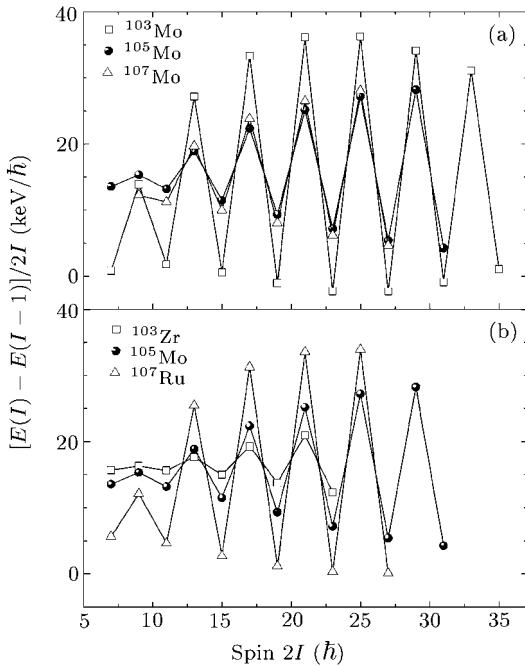 40
(a)
¹⁰³Mo
¹⁰⁵Mo
¹⁰⁷Mo
20
0
[E(I) − E(I−1)]/2I (keV/ℏ)
40
(b)
¹⁰³Zr
¹⁰⁵Mo
¹⁰⁷Ru
20
0
5 10 15 20 25 30 35
Spin 2I (ℏ)